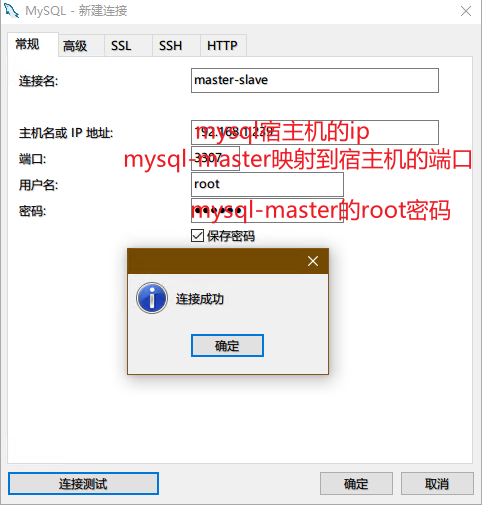 MySQL - 新建连接
常规 高级 SSL SSH HTTP
连接名: master-slave
主机名或 IP 地址: 192.168.1.239
mysql宿主机的ip
端口: 3307
mysql-master映射到宿主机的端口
用户名: root
密码: ●●●●●●
mysql-master的root密码
保存密码
连接成功
确定
连接测试 确定 取消